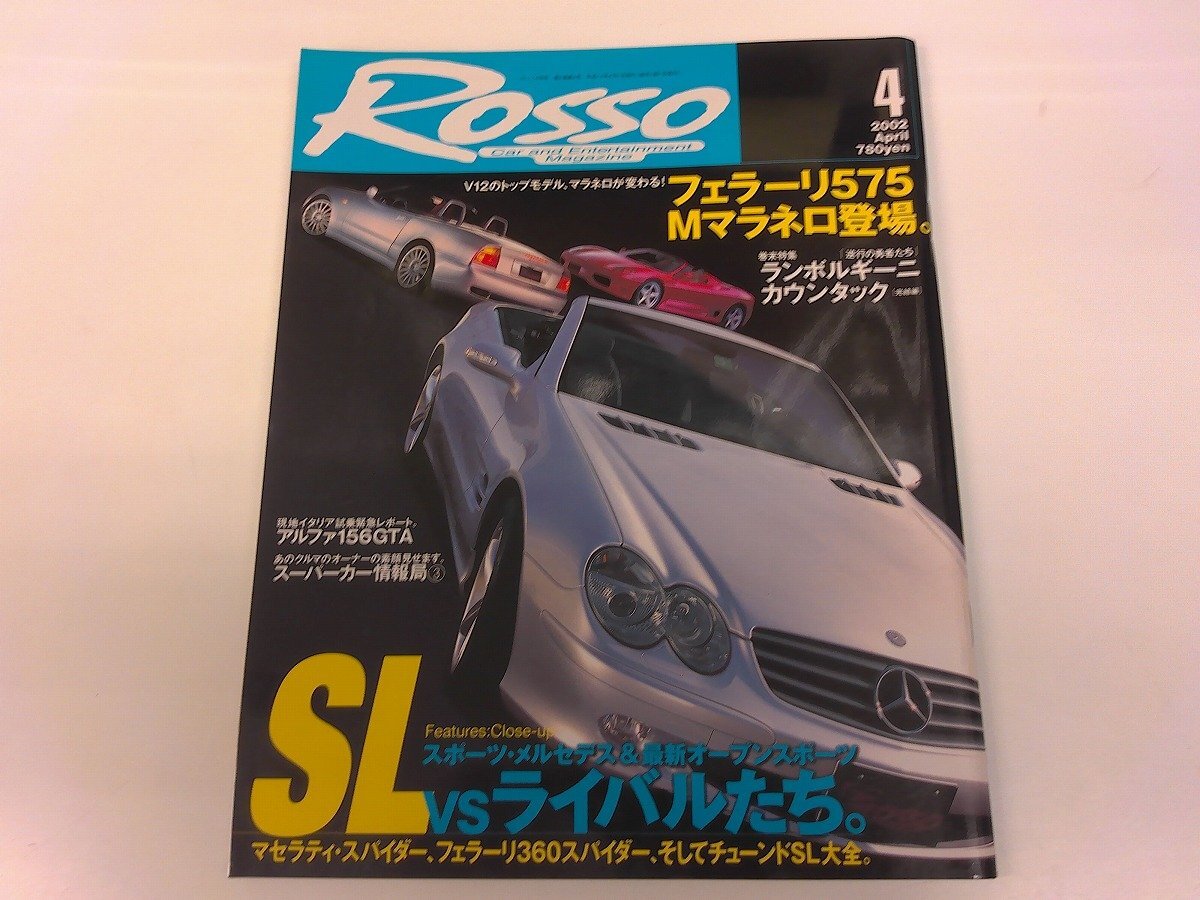 Rosso
Car and Entertainment
Magazine
4
2002
April
780yen
V12のトップモデル、マラネロが変わる!
フェラーリ575
Mマラネロ登場。
巻末特集 [逆行の勇者たち]
ランボルギーニ
カウンタック
現地イタリア試乗緊急レポート。
アルファ156GTA
あのクルマのオーナーの素顔見せます。
スーパーカー情報局③
SL
Features:Close-up
スポーツ・メルセデス&最新オープンスポーツ
vsライバルたち。
マセラティ・スパイダー、フェラーリ360スパイダー、そしてチューンドSL大全。